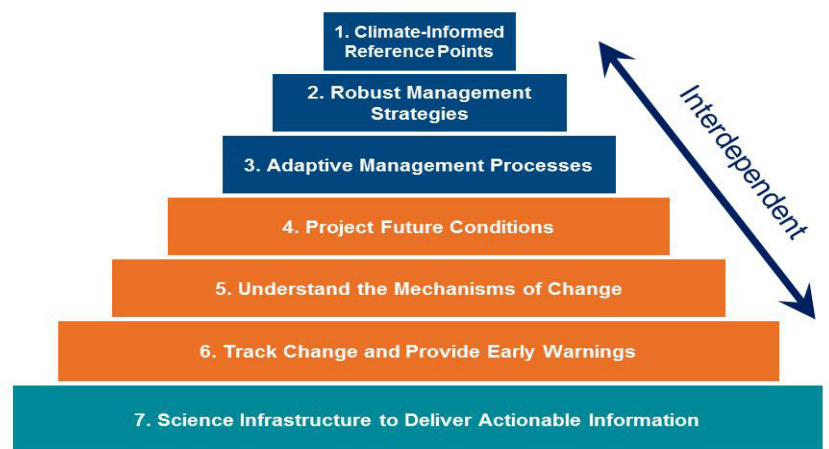 1. Climate-Informed
Reference Points
2. Robust Management
Strategies
3. Adaptive Management Processes
4. Project Future Conditions
5. Understand the Mechanisms of Change
6. Track Change and Provide Early Warnings
7. Science Infrastructure to Deliver Actionable Information
Interdependent